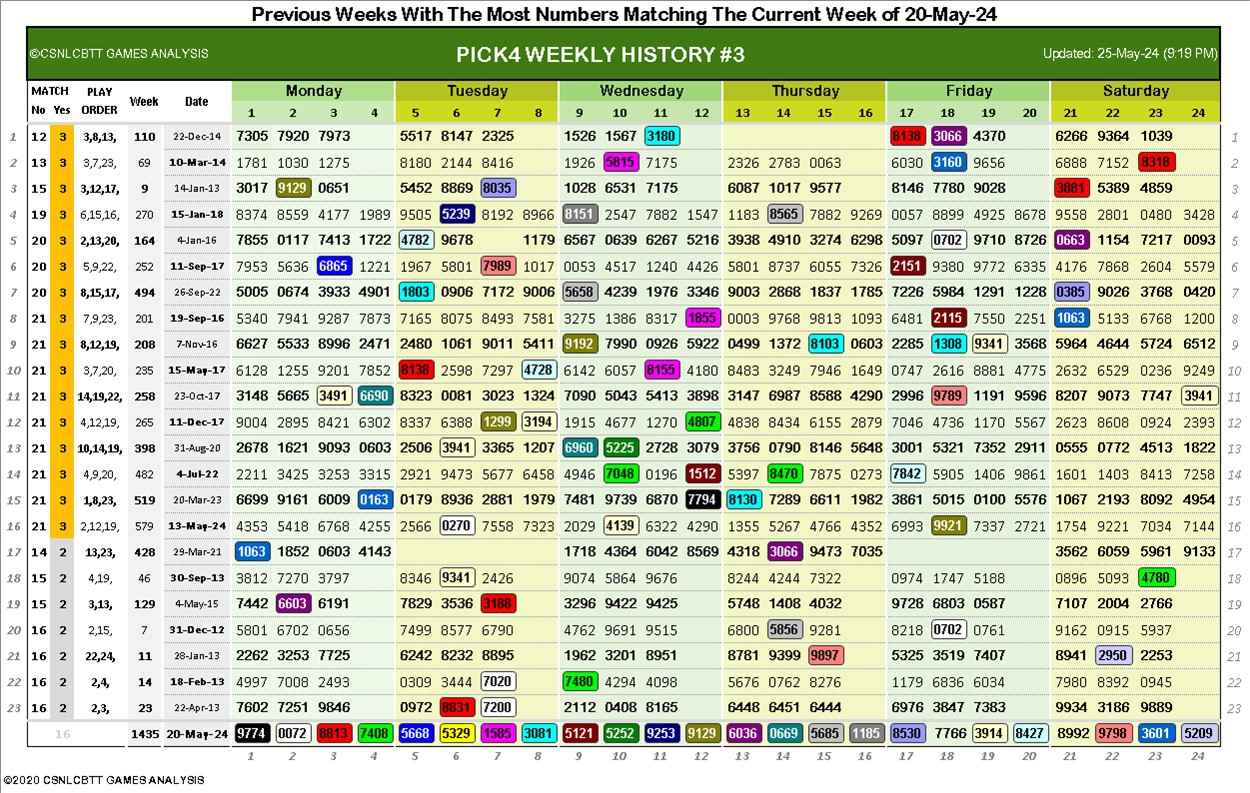 Previous Weeks With The Most Numbers Matching The Current Week of 20-May-24
©CSNLCBTT GAMES ANALYSIS PICK4 WEEKLY HISTORY #3 Updated: 25-May-24 (9:19 PM)
MATCH PLAY Week Date Monday Tuesday Wednesday Thursday Friday Saturday
No Yes ORDER 1 2 3 4 5 6 7 8 9 10 11 12 13 14 15 16 17 18 19 20 21 22 23 24
1 12 3 3,8,13, 110 22-Dec-14 7305 7920 7973 5517 8147 2325 1526 1567 3180 8138 3066 4370 6266 9364 1039 1
2 13 3 3,7,23, 69 10-Mar-14 1781 1030 1275 8180 2144 8416 1926 5815 7175 2326 2783 0063 6030 3160 9656 6888 7152 8318 2
3 15 3 3,12,17, 9 14-Jan-13 3017 9129 0651 5452 8869 8035 1028 6531 7175 6087 1017 9577 8146 7780 9028 3881 5389 4859 3
4 19 3 6,15,16, 270 15-Jan-18 8374 8559 4177 1989 9505 5239 8192 8966 8151 2547 7882 1547 1183 8565 7882 9269 0057 8899 4925 8678 9558 2801 0480 3428 4
5 20 3 2,13,20, 164 4-Jan-16 7855 0117 7413 1722 4782 9678 1179 6567 0639 6267 5216 3938 4910 3274 6298 5097 0702 9710 8726 0663 1154 7217 0093 5
6 20 3 5,9,22, 252 11-Sep-17 7953 5636 6865 1221 1967 5801 7989 1017 0053 4517 1240 4426 5801 8737 6055 7326 2151 9380 9772 6335 4176 7868 2604 5579 6
7 20 3 8,15,17, 494 26-Sep-22 5005 0674 3933 4901 1803 0906 7172 9006 5658 4239 1976 3346 9003 2868 1837 1785 7226 5984 1291 1228 0385 9026 3768 0420 7
8 21 3 7,9,23, 201 19-Sep-16 5340 7941 9287 7873 7165 8075 8493 7581 3275 1386 8317 1855 0003 9768 9813 1093 6318 2115 7550 2251 1063 5133 6768 1200 8
9 21 3 8,12,19, 208 7-Nov-16 6627 5533 8996 2471 2480 1061 9011 5411 9192 7990 0926 5922 0499 1372 8103 0603 2285 1308 9341 3568 5964 4644 5724 6512 9
10 21 3 3,7,20, 235 15-May-17 6128 1255 9201 7852 8138 2598 7297 4728 6142 6057 8155 4180 8483 3249 7946 1649 0747 2616 8881 4775 2632 6529 0236 9249 10
11 21 3 14,19,22, 258 23-Oct-17 3148 5665 3491 6690 8323 0081 3023 1324 7090 5043 5413 3898 3147 6987 8588 4290 2996 9789 1191 9596 8207 9073 7747 3941 11
12 21 3 4,12,19, 265 11-Dec-17 9004 2895 8421 6302 8337 6388 1299 3194 1915 4677 1270 4807 4838 8434 6155 2879 7046 4736 1170 5567 2623 8608 0924 2393 12
13 21 3 10,14,19, 398 31-Aug-20 2678 1621 9093 0603 2506 3941 3365 1207 6960 5225 2728 3079 3756 0790 8146 5648 3001 5321 7352 2911 0555 0772 4513 1822 13
14 21 3 4,9,20, 482 4-Jul-22 2211 3425 3253 3315 2921 9473 5677 6458 4946 7048 0196 1512 5397 8470 7875 0273 7842 5905 1406 9861 1601 1403 8413 7258 14
15 21 3 1,8,23, 519 20-Mar-23 6699 9161 6009 0163 0179 8936 2881 1979 7481 9739 6870 7794 8130 7289 6611 1982 3861 5015 0100 5576 1067 2193 8092 4954 15
16 21 3 2,12,19, 579 13-May-24 4353 5418 6768 4255 2566 0270 7558 7323 2029 4139 6322 4290 1355 5267 4766 4352 6993 9921 7337 2721 1754 9221 7034 7144 16
17 14 2 13,23, 428 29-Mar-21 1063 1852 0603 4143 1718 4364 6042 8569 4318 3066 9473 7035 3562 6059 5961 9133 17
18 15 2 4,19, 46 30-Sep-13 3812 7270 3797 8346 9341 2426 9074 5864 9676 8244 4244 7322 0974 1747 5188 0896 5093 4780 18
19 15 2 3,13, 129 4-May-15 7442 6603 6191 7829 3536 3188 3296 9422 9425 5748 1408 4032 9728 6803 0587 7107 2004 2766 19
20 16 2 2,15, 7 31-Dec-12 5801 6702 0656 7499 8577 6790 4762 9691 9515 6800 5856 9281 8218 0702 0761 9162 0915 5937 20
21 16 2 22,24, 11 28-Jan-13 2262 3253 7725 6242 8232 8895 1962 3201 8951 8781 9399 9897 5325 3519 7407 8941 2950 2253 21
22 16 2 2,4, 14 18-Feb-13 4997 7008 2493 0309 3444 7020 7480 4294 4098 5676 0762 8276 1179 6836 6034 7980 8392 0945 22
23 16 2 2,3, 23 22-Apr-13 7602 7251 9846 0972 8831 7200 2112 0408 8165 6448 6451 6444 6976 3847 7383 9934 3186 9889 23
16 1435 20-May-24 9774 0072 8813 7408 5668 5329 1585 3081 5121 5252 9253 9129 6036 0669 5685 1185 8530 7766 3914 8427 8992 9798 3601 5209
1 2 3 4 5 6 7 8 9 10 11 12 13 14 15 16 17 18 19 20 21 22 23 24
©2020 CSNLCBTT GAMES ANALYSIS